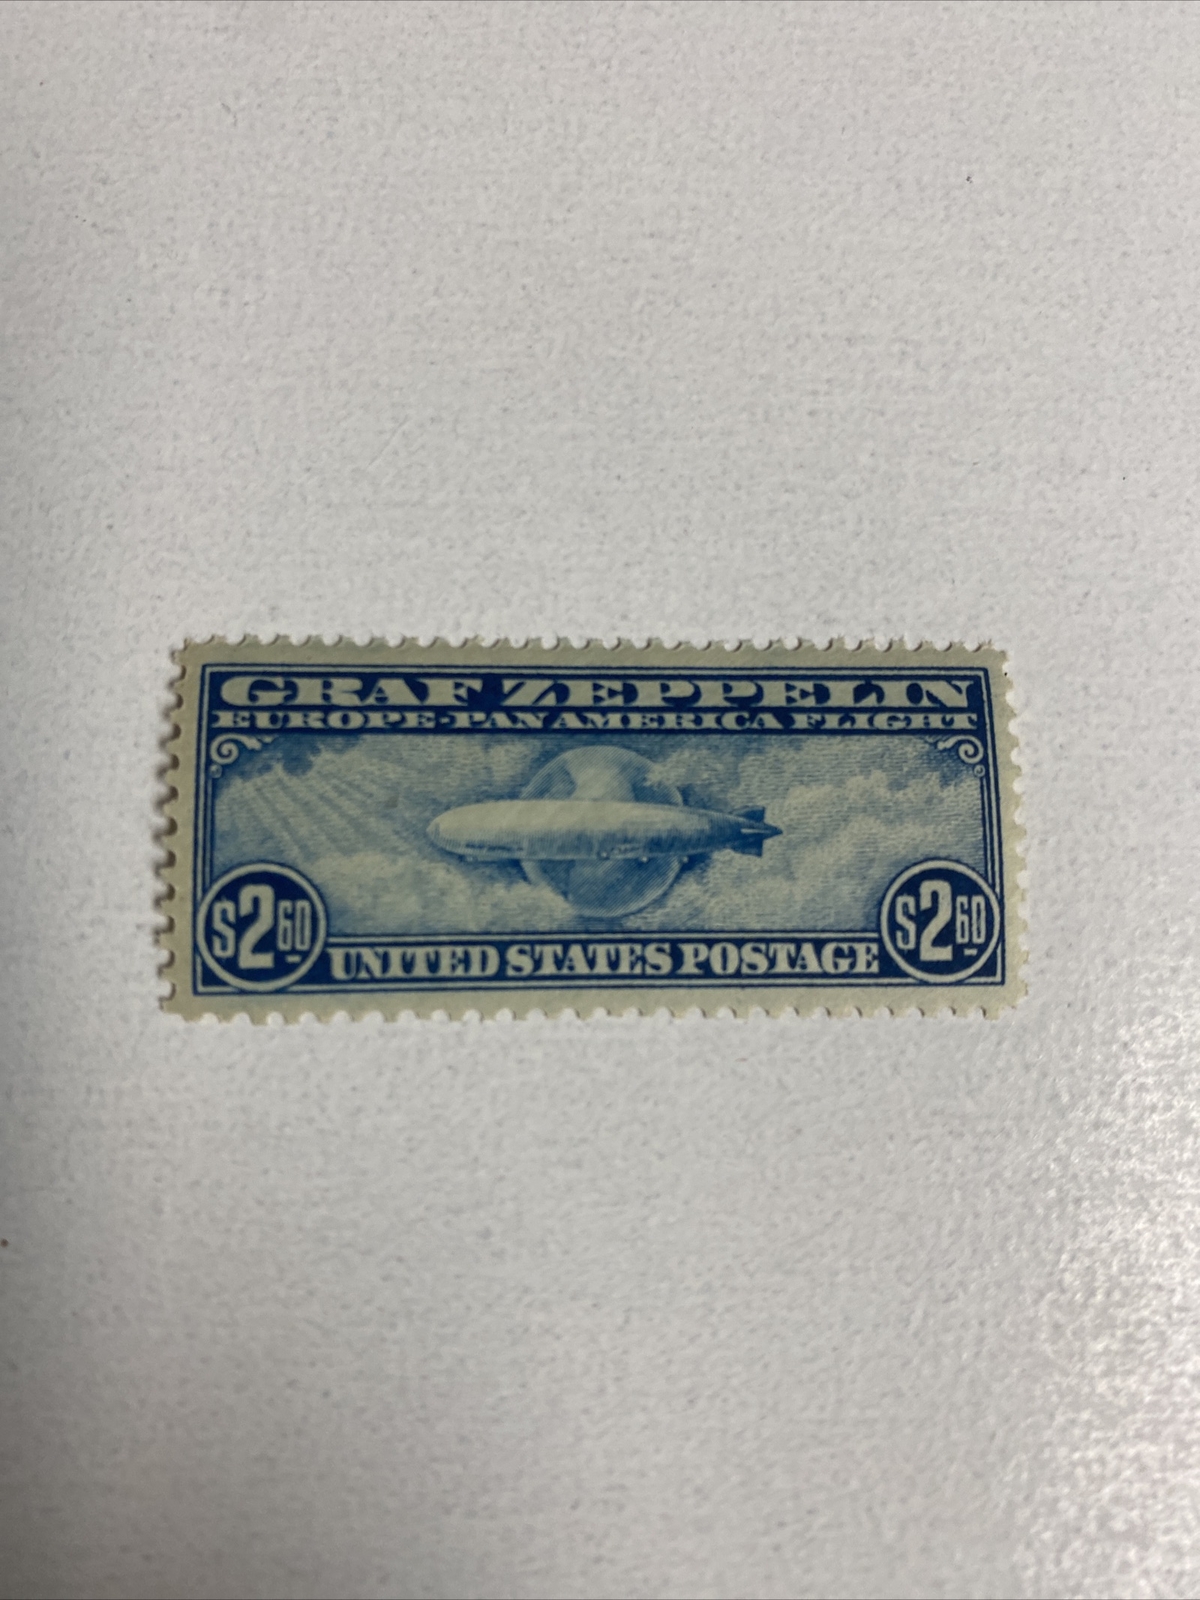 GRAF ZEPPELIN
EUROPE-PAN AMERICA FLIGHT
$2 60
$2 60
UNITED STATES POSTAGE